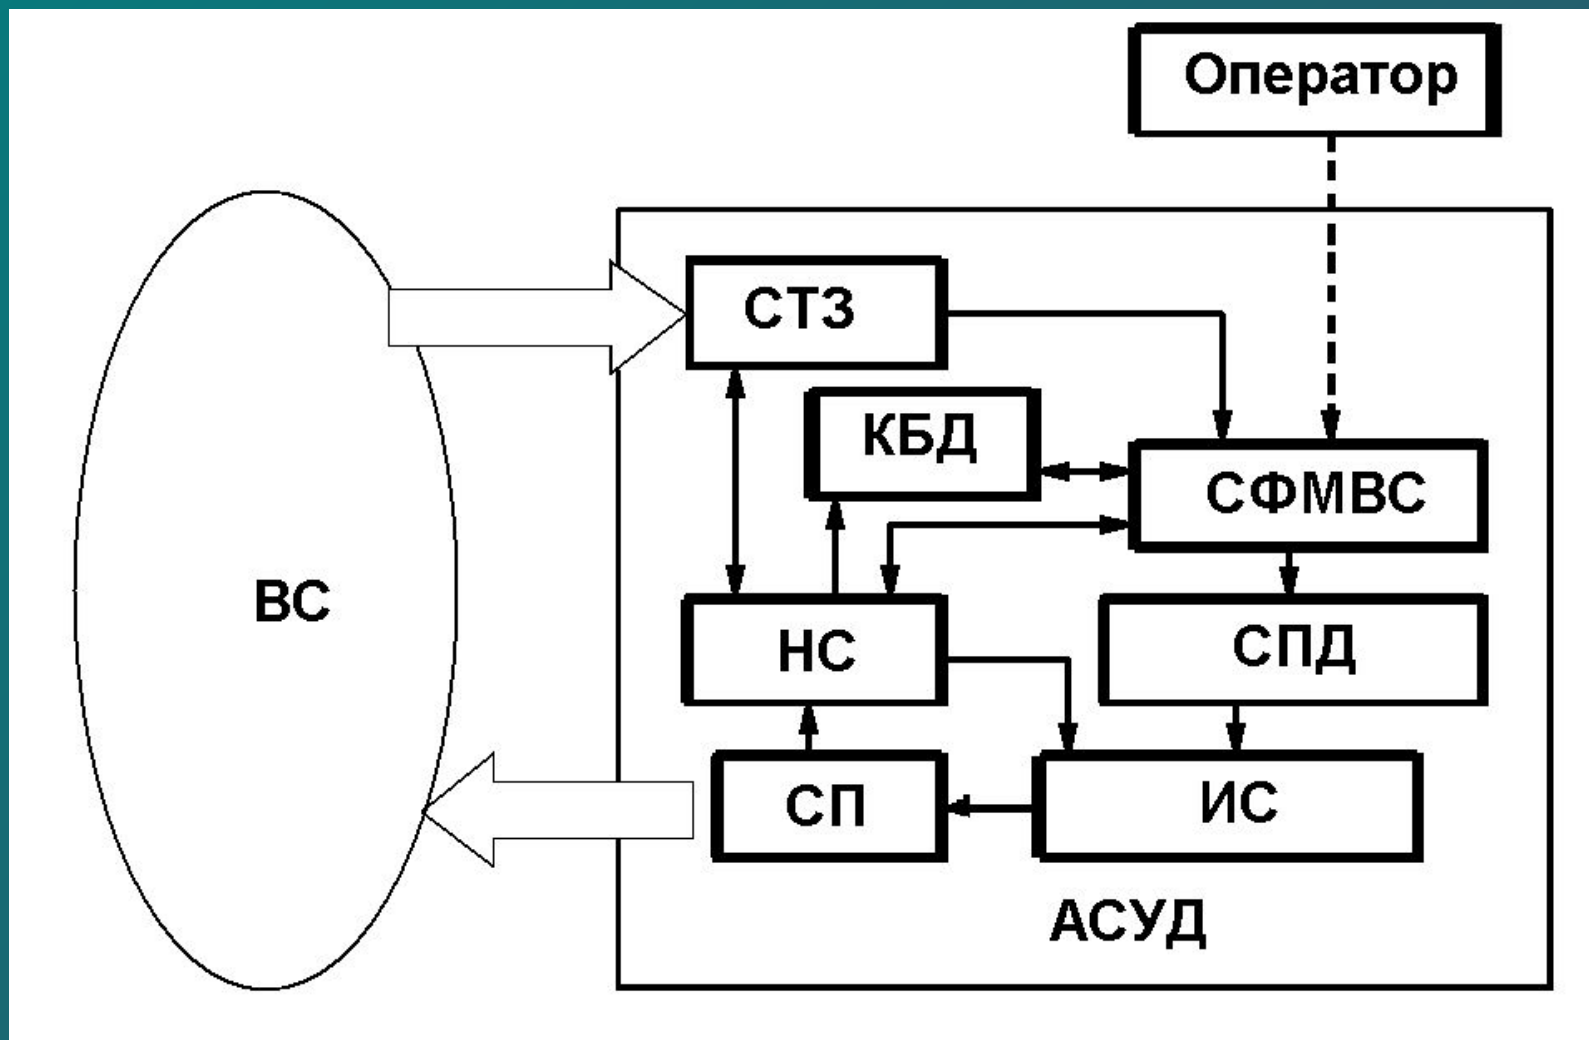 Оператор
СТЗ
КБД
СФМВС
ВС
НС
СПД
СП
ИС
АСУД